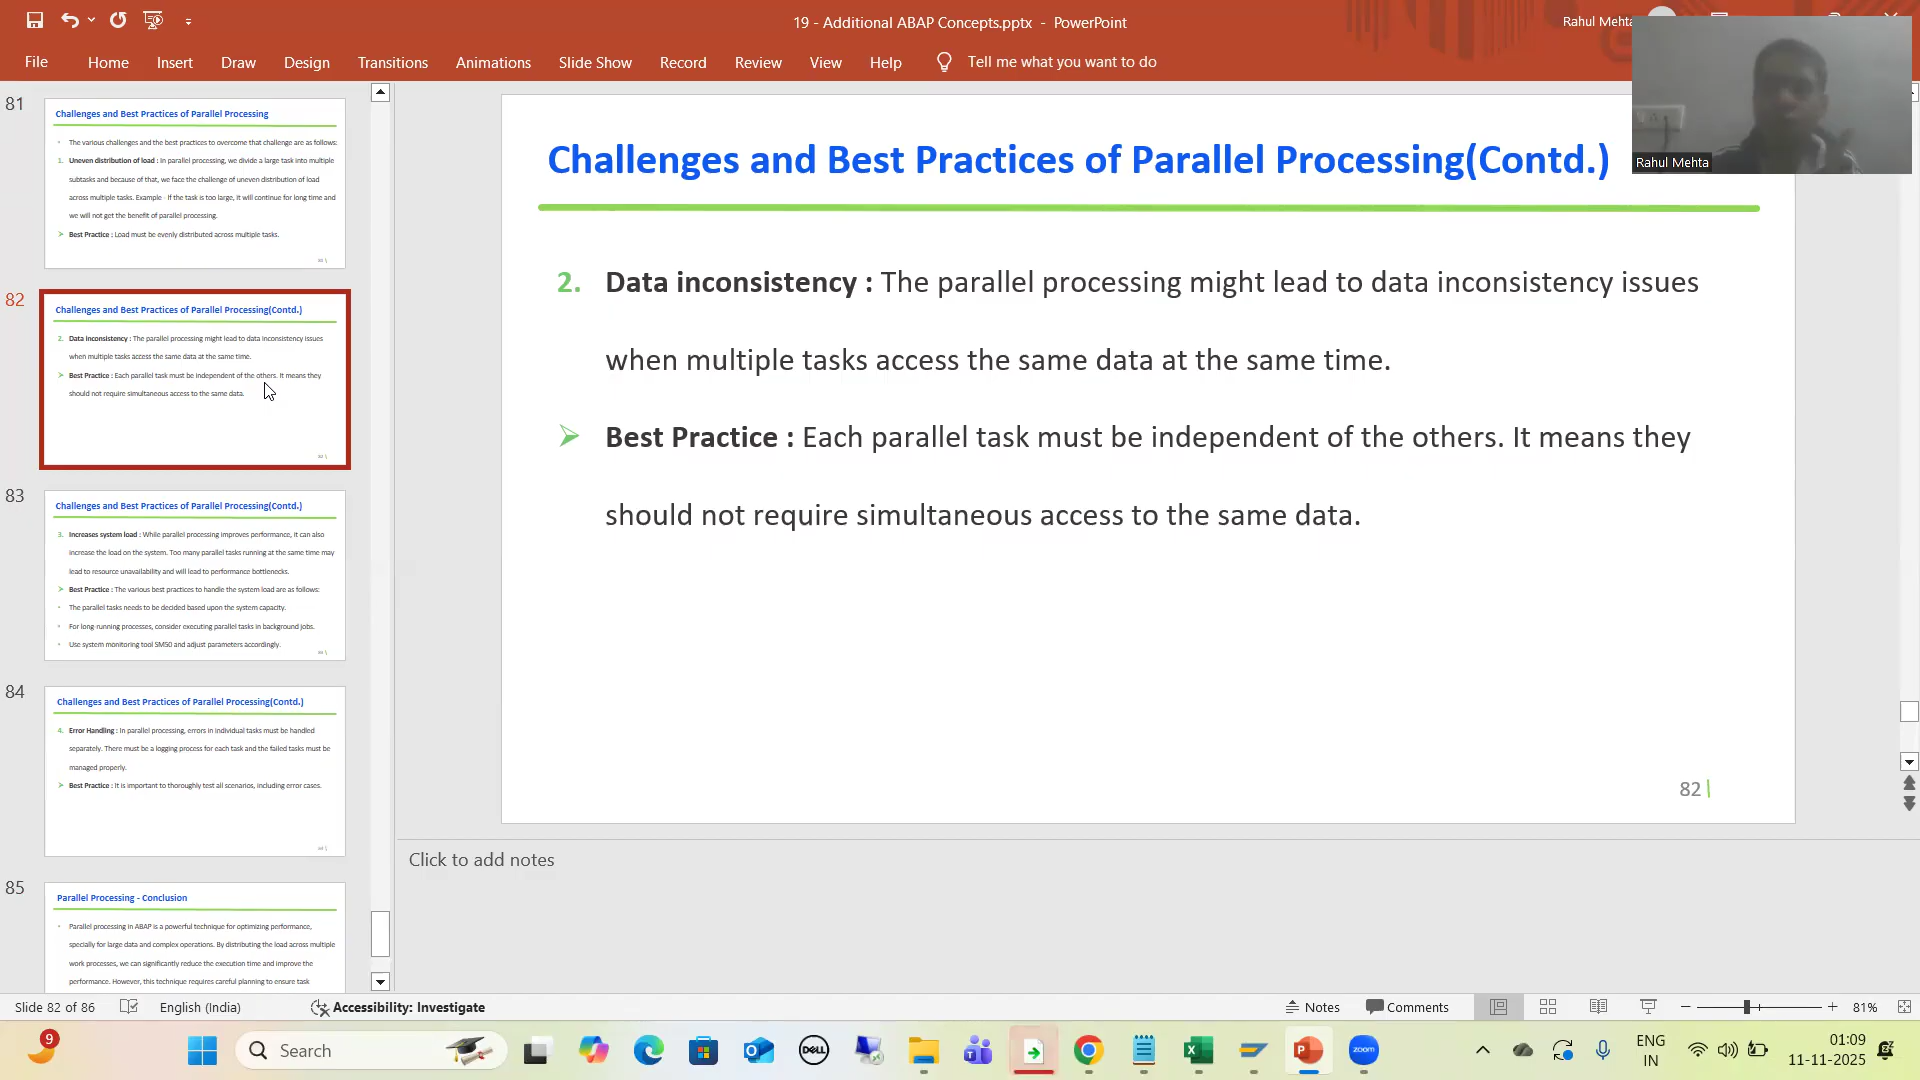 19 - Additional ABAP Concepts.pptx - PowerPoint
Rahul Mehta
File Home Insert Draw Design Transitions Animations Slide Show Record Review View Help Tell me what you want to do
Rahul Mehta
81
Challenges and Best Practices of Parallel Processing
The various challenges and the best practices to overcome that challenge are as follows:
1. Uneven distribution of load : In parallel processing, we divide a large task into multiple
subtasks and because of that, we face the challenge of uneven distribution of load
across multiple tasks. Example - If the task is too large, it will continue for long time and
we will not get the benefit of parallel processing.
Best Practice : Load must be evenly distributed across multiple tasks.
82
Challenges and Best Practices of Parallel Processing(Contd.)
2. Data inconsistency : The parallel processing might lead to data inconsistency issues
when multiple tasks access the same data at the same time.
Best Practice : Each parallel task must be independent of the others. It means they
should not require simultaneous access to the same data.
83
Challenges and Best Practices of Parallel Processing(Contd.)
3. Increases system load : While parallel processing improves performance, it can also
increase the load on the system. Too many parallel tasks running at the same time may
lead to resource unavailability and will lead to performance bottlenecks.
Best Practice : The various best practices to handle the system load are as follows:
The parallel tasks needs to be decided based upon the system capacity.
For long-running processes, consider executing parallel tasks in background jobs.
Use system monitoring tool SM50 and adjust parameters accordingly.
84
Challenges and Best Practices of Parallel Processing(Contd.)
4. Error Handling : In parallel processing, errors in individual tasks must be handled
separately. There must be a logging process for each task and the failed tasks must be
managed properly.
Best Practice : It is important to thoroughly test all scenarios, including error cases.
85
Parallel Processing - Conclusion
Parallel processing in ABAP is a powerful technique for optimizing performance,
specially for large data and complex operations. By distributing the load across multiple
work processes, we can significantly reduce the execution time and improve the
performance. However, this technique requires careful planning to ensure task
Challenges and Best Practices of Parallel Processing(Contd.)
2. Data inconsistency : The parallel processing might lead to data inconsistency issues
when multiple tasks access the same data at the same time.
Best Practice : Each parallel task must be independent of the others. It means they
should not require simultaneous access to the same data.
82
Click to add notes
Slide 82 of 86 English (India) Accessibility: Investigate Notes Comments 81%
9
Search
DELL
zoom
ENG
IN
01:09
11-11-2025